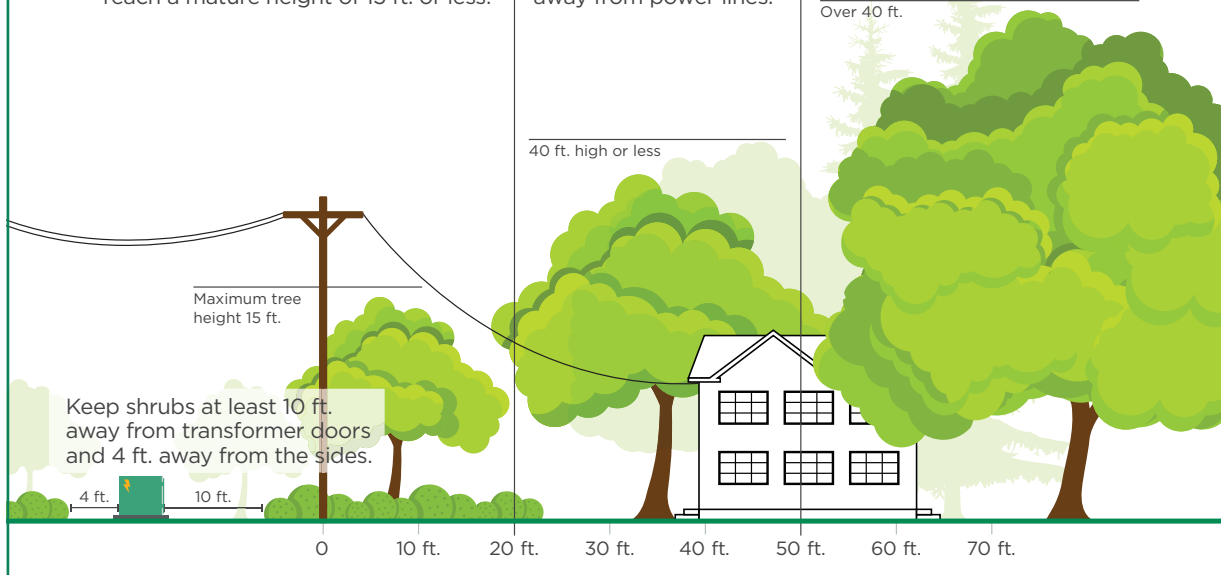 reach a mature height of 15 ft. or less.
away from power lines.
Over 40 ft.
40 ft. high or less
Maximum tree
height 15 ft.
Keep shrubs at least 10 ft.
away from transformer doors
and 4 ft. away from the sides.
4 ft.
10 ft.
0
10 ft.
20 ft.
30 ft.
40 ft.
50 ft.
60 ft.
70 ft.